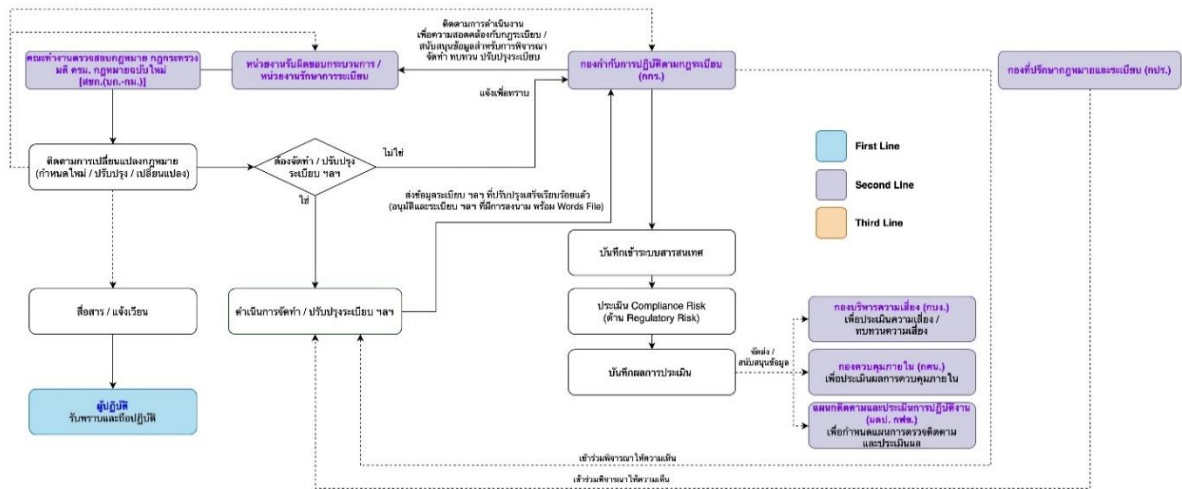 ติดตามการดำเนินงาน
เพื่อความสอดคล้องกับกฎระเบียบ /
สนับสนุนข้อมูลสำหรับการพิจารณา
จัดทำ ทบทวน ปรับปรุงระเบียบ
คณะทำงานตรวจสอบกฎหมาย กฎกระทรวง
มติ ครม. กฎหมายฉบับใหม่
[สชก.(บก.-กม.)]
หน่วยงานรับผิดชอบกระบวนการ /
หน่วยงานรักษาการระเบียบ
กองกำกับการปฏิบัติตามกฎระเบียบ
(กกร.)
กองที่ปรึกษากฎหมายและระเบียบ (กปร.)
แจ้งเพื่อทราบ
ติดตามการเปลี่ยนแปลงกฎหมาย
(กำหนดใหม่ / ปรับปรุง / เปลี่ยนแปลง)
ต้องจัดทำ / ปรับปรุง
ระเบียบ ฯลฯ
ไม่ใช่
ใช่
First Line
Second Line
Third Line
ส่งข้อมูลระเบียบ ฯลฯ ที่ปรับปรุงเสร็จเรียบร้อยแล้ว
(อนุมัติและระเบียบ ฯลฯ ที่มีการลงนาม พร้อม Words File)
บันทึกเข้าระบบสารสนเทศ
สื่อสาร / แจ้งเวียน
ดำเนินการจัดทำ / ปรับปรุงระเบียบ ฯลฯ
ประเมิน Compliance Risk
(ด้าน Regulatory Risk)
กองบริหารความเสี่ยง (กบง.)
เพื่อประเมินความเสี่ยง /
ทบทวนความเสี่ยง
จัดส่ง /
สนับสนุนข้อมูล
บันทึกผลการประเมิน
กองควบคุมภายใน (กคน.)
เพื่อประเมินผลการควบคุมภายใน
ผู้ปฏิบัติ
รับทราบและถือปฏิบัติ
แผนกติดตามและประเมินการปฏิบัติงาน
เพื่อกำหนดแผนการตรวจติดตาม
และประเมินผล
เข้าร่วมพิจารณาให้ความเห็น
เข้าร่วมพิจารณาให้ความเห็น